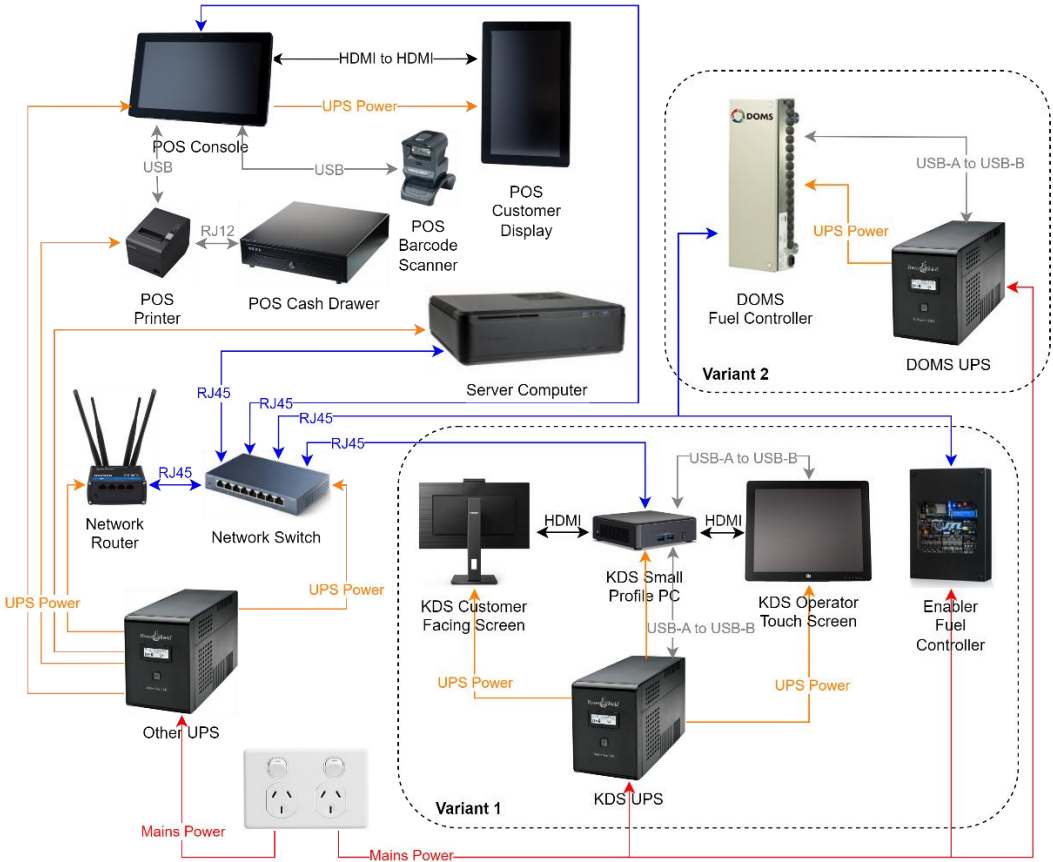 HDMI to HDMI
UPS Power
POS Console
USB
USB
POS
Customer
Display
POS
Barcode
Scanner
RJ12
POS
Printer
POS Cash Drawer
DOMS
USB-A to USB-B
UPS Power
DOMS
Fuel Controller
DOMS UPS
Variant 2
Server Computer
RJ45
RJ45
RJ45
RJ45
RJ45
Network
Router
Network Switch
USB-A to USB-B
HDMI
HDMI
KDS Customer
Facing Screen
KDS Small
Profile PC
KDS Operator
Touch Screen
Enabler
Fuel
Controller
UPS Power
UPS Power
USB-A to USB-B
UPS Power
UPS Power
Other UPS
KDS UPS
Variant 1
Mains Power
Mains Power